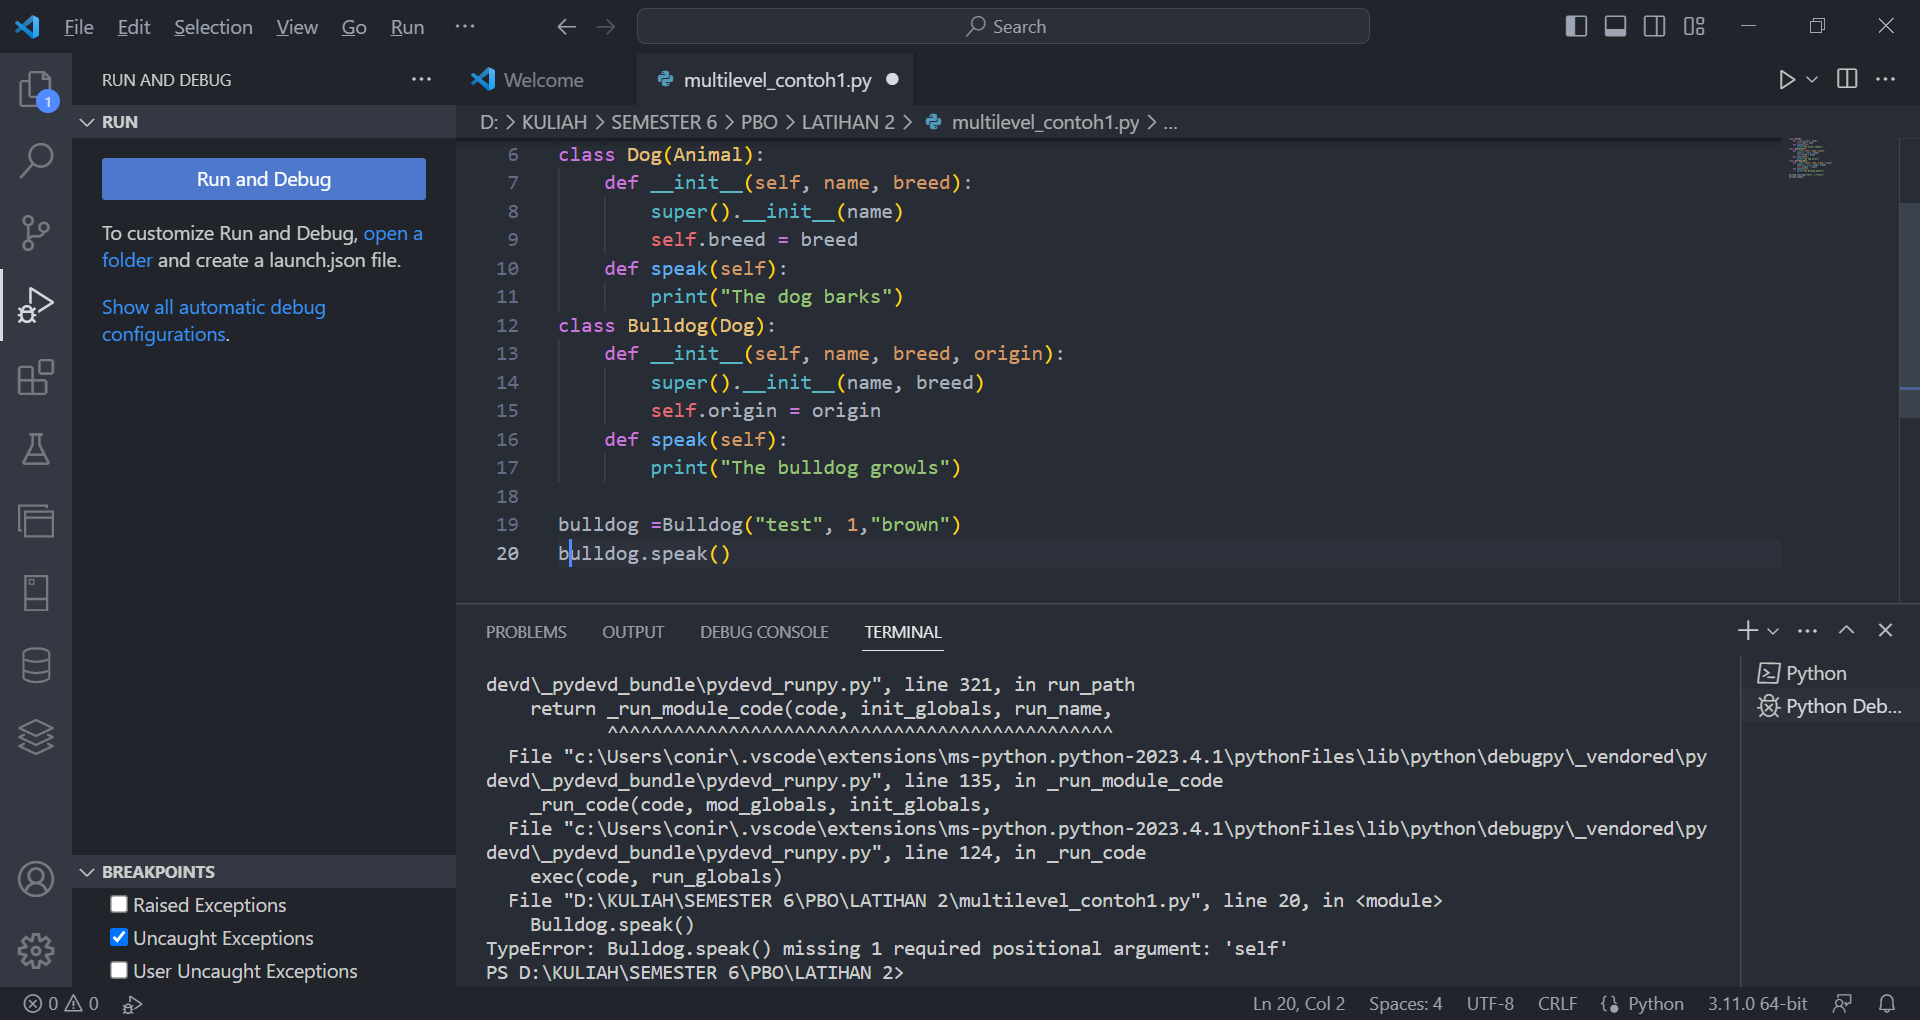 File Edit Selection View Go Run ··· Search
RUN AND DEBUG ···
Welcome multilevel_contoh1.py
1
RUN
D: > KULIAH > SEMESTER 6 > PBO > LATIHAN 2 > multilevel_contoh1.py > ...
Run and Debug
To customize Run and Debug, open a
folder and create a launch.json file.
Show all automatic debug
configurations.
6 class Dog(Animal):
7 def __init__(self, name, breed):
8 super().__init__(name)
9 self.breed = breed
10 def speak(self):
11 print("The dog barks")
12 class Bulldog(Dog):
13 def __init__(self, name, breed, origin):
14 super().__init__(name, breed)
15 self.origin = origin
16 def speak(self):
17 print("The bulldog growls")
18
19 bulldog =Bulldog("test", 1,"brown")
20 bulldog.speak()
PROBLEMS OUTPUT DEBUG CONSOLE TERMINAL
devd\_pydevd_bundle\pydevd_runpy.py", line 321, in run_path
return _run_module_code(code, init_globals, run_name,
^^^^^^^^^^^^^^^^^^^^^^^^^^^^^^^^^^^^^^^^^^^^^^
File "c:\Users\conir\.vscode\extensions\ms-python.python-2023.4.1\pythonFiles\lib\python\debugpy\_vendored\py
devd\_pydevd_bundle\pydevd_runpy.py", line 135, in _run_module_code
_run_code(code, mod_globals, init_globals,
File "c:\Users\conir\.vscode\extensions\ms-python.python-2023.4.1\pythonFiles\lib\python\debugpy\_vendored\py
devd\_pydevd_bundle\pydevd_runpy.py", line 124, in _run_code
exec(code, run_globals)
File "D:\KULIAH\SEMESTER 6\PBO\LATIHAN 2\multilevel_contoh1.py", line 20, in <module>
Bulldog.speak()
TypeError: Bulldog.speak() missing 1 required positional argument: 'self'
PS D:\KULIAH\SEMESTER 6\PBO\LATIHAN 2>
Python
Python Deb...
BREAKPOINTS
Raised Exceptions
Uncaught Exceptions
User Uncaught Exceptions
0 0
Ln 20, Col 2 Spaces: 4 UTF-8 CRLF Python 3.11.0 64-bit